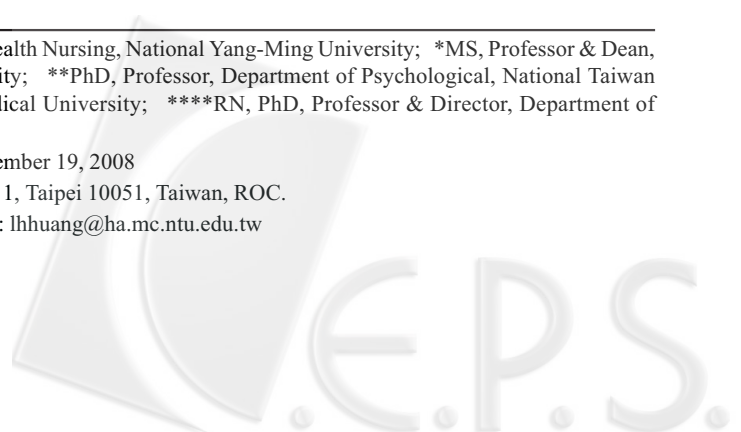 ealth Nursing, National Yang-Ming University; *MS, Professor & Dean,
ity; **PhD, Professor, Department of Psychological, National Taiwan
dical University; ****RN, PhD, Professor & Director, Department of
ember 19, 2008
1, Taipei 10051, Taiwan, ROC.
: lhhuang@ha.mc.ntu.edu.tw
C.E.P.S.